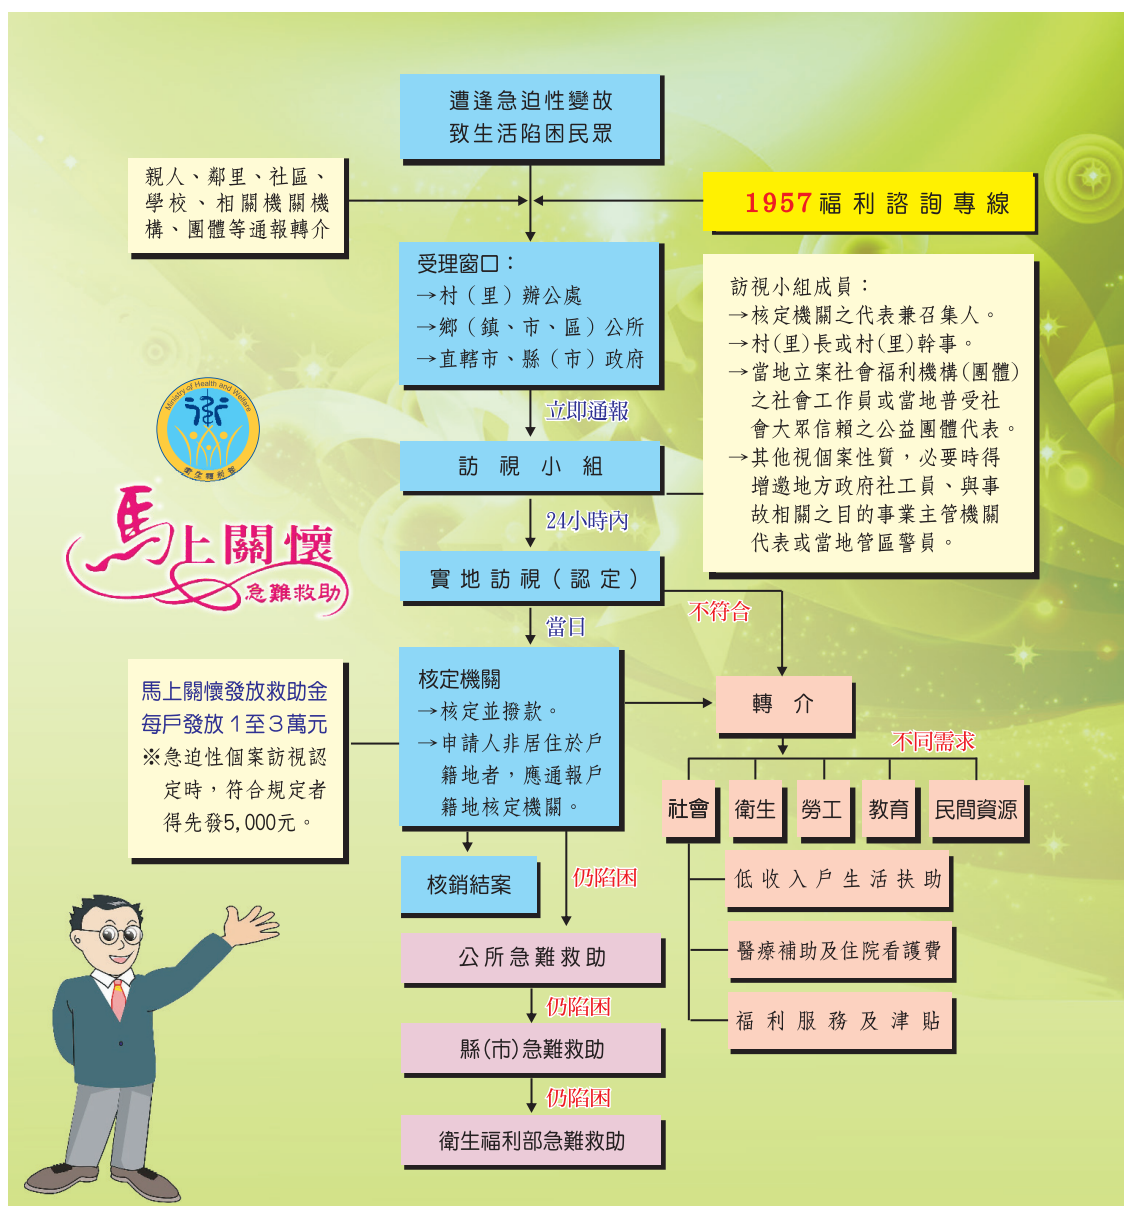 遭逢急迫性變故
致生活陷困民眾
親人、鄰里、社區、
學校、相關機關機
構、團體等通報轉介
1957福利諮詢專線
受理窗口：
→村（里）辦公處
→鄉（鎮、市、區）公所
→直轄市、縣（市）政府
訪視小組成員：
→核定機關之代表兼召集人。
→村(里)長或村(里)幹事。
→當地立案社會福利機構(團體)
之社會工作員或當地普受社
會大眾信賴之公益團體代表。
→其他視個案性質，必要時得
增邀地方政府社工員、與事
故相關之目的事業主管機關
代表或當地管區警員。
立即通報
訪視小組
24小時內
實地訪視（認定）
不符合
當日
Ministry of Health and Welfare
衛生福利部
馬上關懷
急難救助
馬上關懷發放救助金
每戶發放1至3萬元
※急迫性個案訪視認
定時，符合規定者
得先發5,000元。
核定機關
→核定並撥款。
→申請人非居住於戶
籍地者，應通報戶
籍地核定機關。
轉介
不同需求
社會
衛生
勞工
教育
民間資源
核銷結案
仍陷困
低收入戶生活扶助
醫療補助及住院看護費
福利服務及津貼
公所急難救助
仍陷困
縣(市)急難救助
仍陷困
衛生福利部急難救助